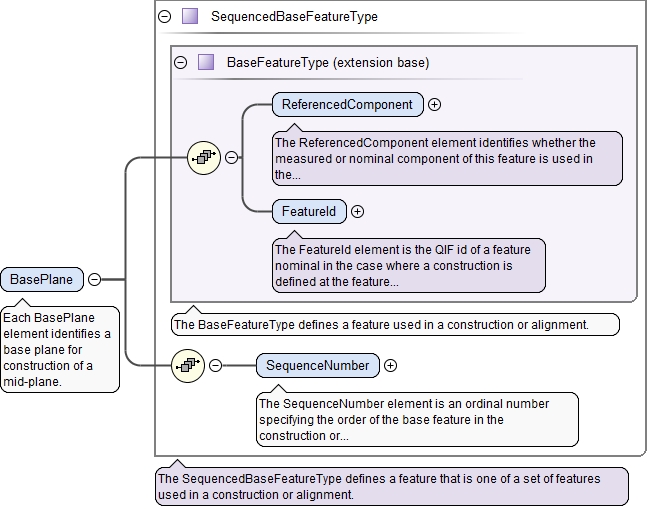 SequencedBaseFeatureType
BaseFeatureType (extension base)
ReferencedComponent
The ReferencedComponent element identifies whether the
measured or nominal component of this feature is used in
the...
FeatureId
The FeatureId element is the QIF id of a feature
nominal in the case where a construction is
defined at the feature...
BasePlane
Each BasePlane
element identifies a
base plane for
construction of a
mid-plane.
The BaseFeatureType defines a feature used in a construction or alignment.
SequenceNumber
The SequenceNumber element is an ordinal number
specifying the order of the base feature in the
construction or...
The SequencedBaseFeatureType defines a feature that is one of a set of features
used in a construction or alignment.